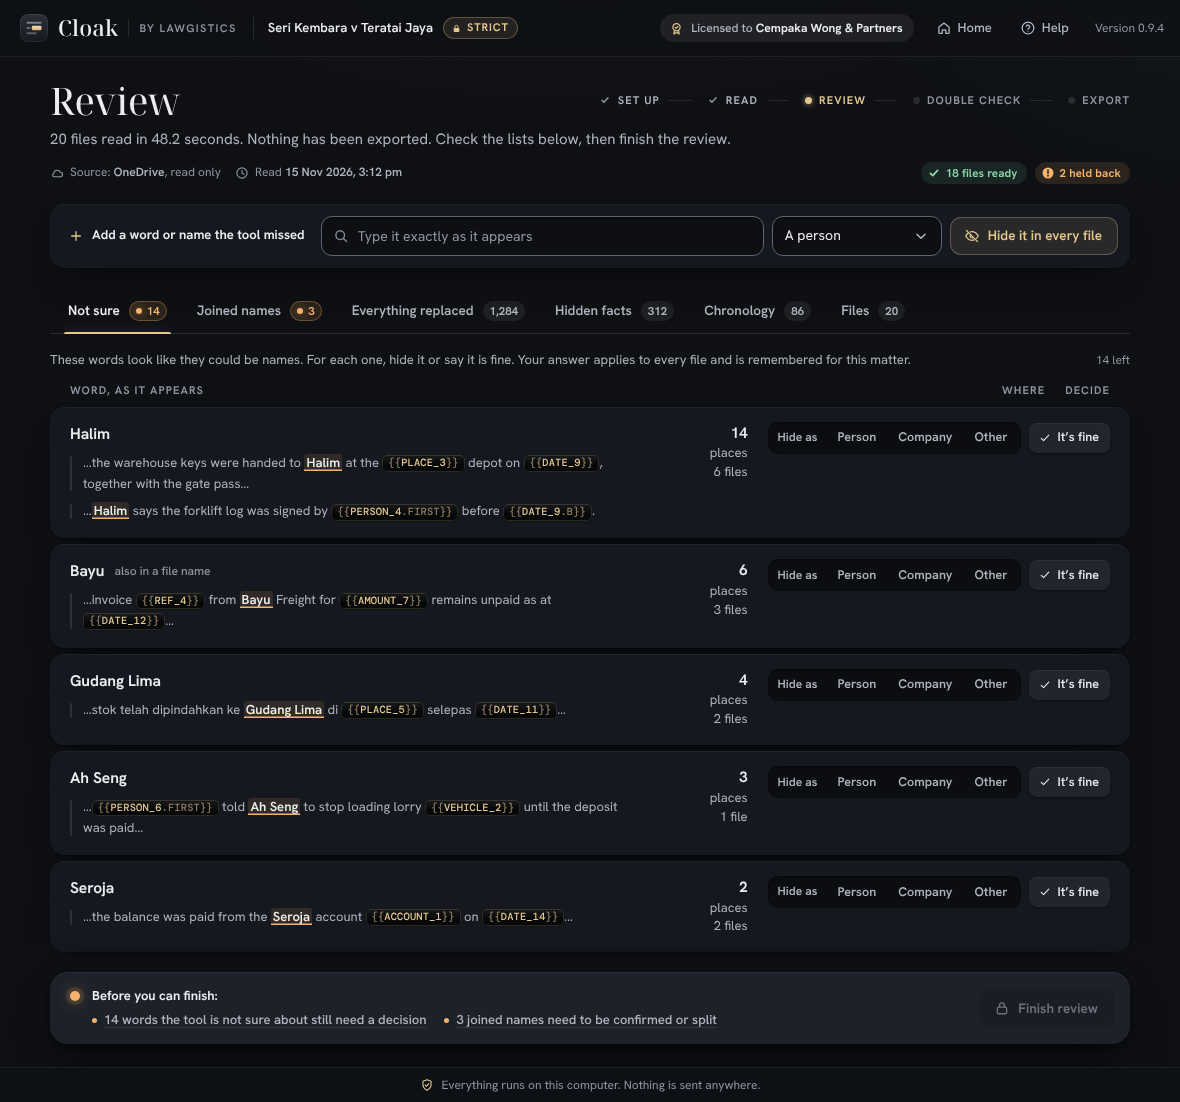 Cloak BY LAWGISTICS Seri Kembara v Teratai Jaya STRICT Licensed to Cempaka Wong & Partners Home Help Version 0.9.4
Review
SET UP REVIEW READ DOUBLE CHECK EXPORT
20 files read in 48.2 seconds. Nothing has been exported. Check the lists below, then finish the review.
Source: OneDrive, read only Read 15 Nov 2026, 3:12 pm 18 files ready 2 held back
Add a word or name the tool missed Type it exactly as it appears A person Hide it in every file
Not sure 14 Joined names 3 Everything replaced 1,284 Hidden facts 312 Chronology 86 Files 20
These words look like they could be names. For each one, hide it or say it is fine. Your answer applies to every file and is remembered for this matter. 14 left
WORD, AS IT APPEARS WHERE DECIDE
Halim 14 places 6 files Hide as Person Company Other It’s fine
…the warehouse keys were handed to Halim at the {{PLACE_3}} depot on {{DATE_9}},
together with the gate pass…
…Halim says the forklift log was signed by {{PERSON_4.FIRST}} before {{DATE_9.B}}.
Bayu also in a file name 6 places 3 files Hide as Person Company Other It’s fine
…invoice {{REF_4}} from Bayu Freight for {{AMOUNT_7}} remains unpaid as at
{{DATE_12}}…
Gudang Lima 4 places 2 files Hide as Person Company Other It’s fine
…stok telah dipindahkan ke Gudang Lima di {{PLACE_5}} selepas {{DATE_11}}…
Ah Seng 3 places 1 file Hide as Person Company Other It’s fine
…{{PERSON_6.FIRST}} told Ah Seng to stop loading lorry {{VEHICLE_2}} until the deposit
was paid…
Seroja 2 places 2 files Hide as Person Company Other It’s fine
…the balance was paid from the Seroja account {{ACCOUNT_1}} on {{DATE_14}}…
Before you can finish:
14 words the tool is not sure about still need a decision 3 joined names need to be confirmed or split Finish review
Everything runs on this computer. Nothing is sent anywhere.